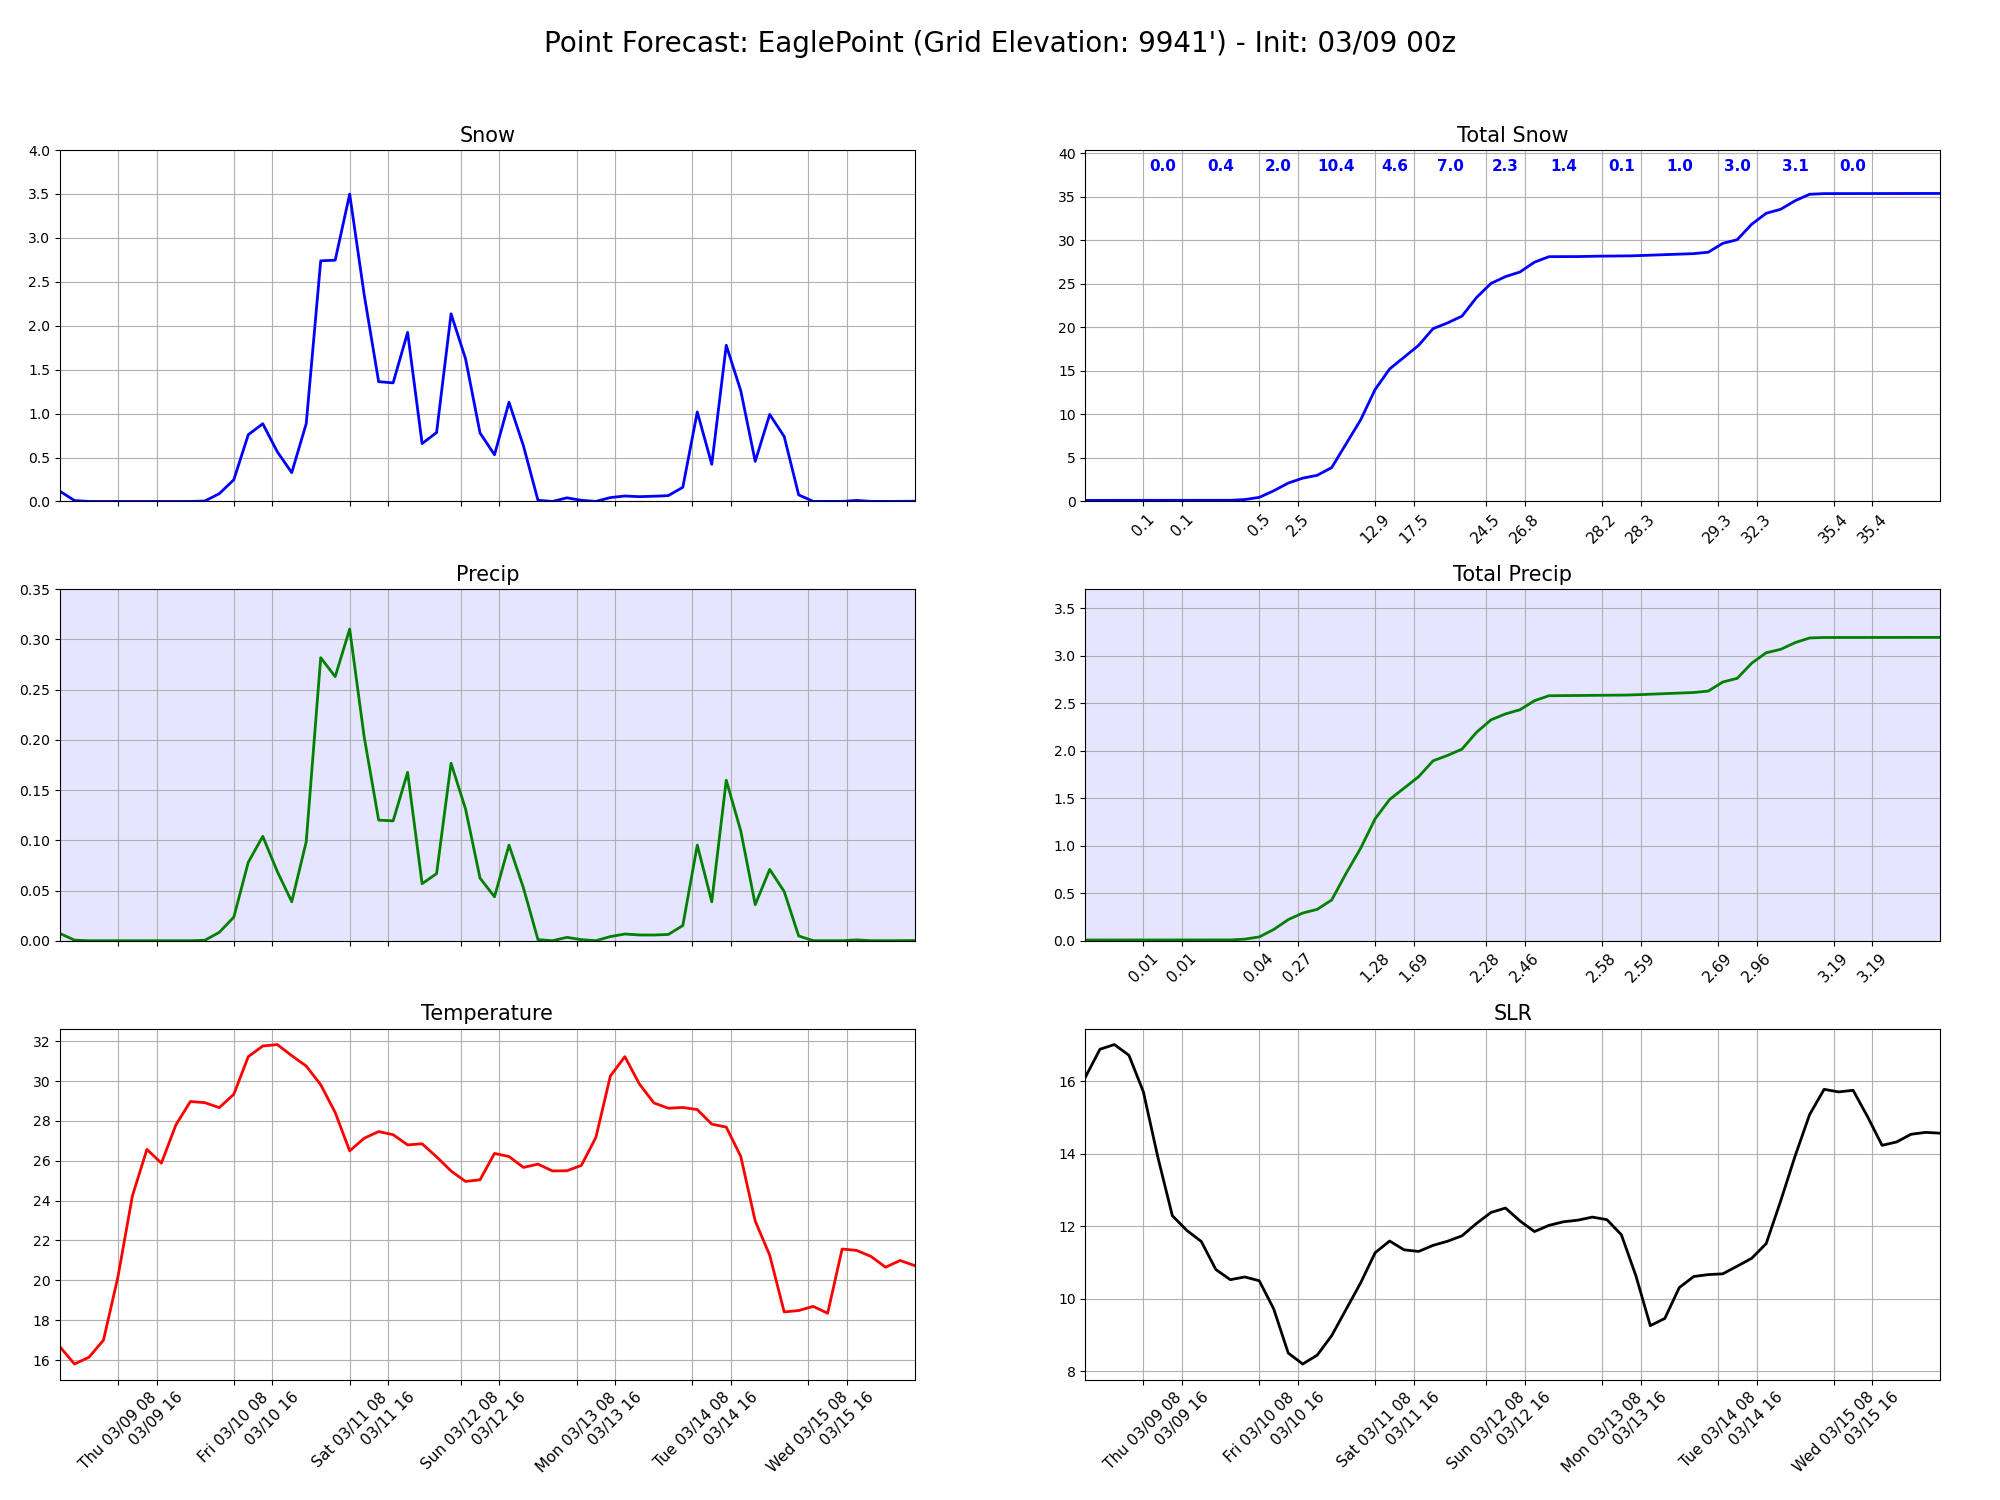 Point Forecast: EaglePoint (Grid Elevation: 9941') - Init: 03/09 00z
Snow
4.0
3.5
3.0
2.5
2.0
1.5
1.0
0.5
0.0
Total Snow
0.0 0.4 2.0 10.4 4.6 7.0 2.3 1.4 0.1 1.0 3.0 3.1 0.0
40
35
30
25
20
15
10
5
0
0.1 0.1 0.5 2.5 12.9 17.5 24.5 26.8 28.2 28.3 29.3 32.3 35.4 35.4
Precip
0.35
0.30
0.25
0.20
0.15
0.10
0.05
0.00
Total Precip
3.5
3.0
2.5
2.0
1.5
1.0
0.5
0.0
0.01 0.01 0.04 0.27 1.28 1.69 2.28 2.46 2.58 2.59 2.69 2.96 3.19 3.19
Temperature
32
30
28
26
24
22
20
18
16
Thu 03/09 08
03/09 16
Fri 03/10 08
03/10 16
Sat 03/11 08
03/11 16
Sun 03/12 08
03/12 16
Mon 03/13 08
03/13 16
Tue 03/14 08
03/14 16
Wed 03/15 08
03/15 16
SLR
16
14
12
10
8
Thu 03/09 08
03/09 16
Fri 03/10 08
03/10 16
Sat 03/11 08
03/11 16
Sun 03/12 08
03/12 16
Mon 03/13 08
03/13 16
Tue 03/14 08
03/14 16
Wed 03/15 08
03/15 16